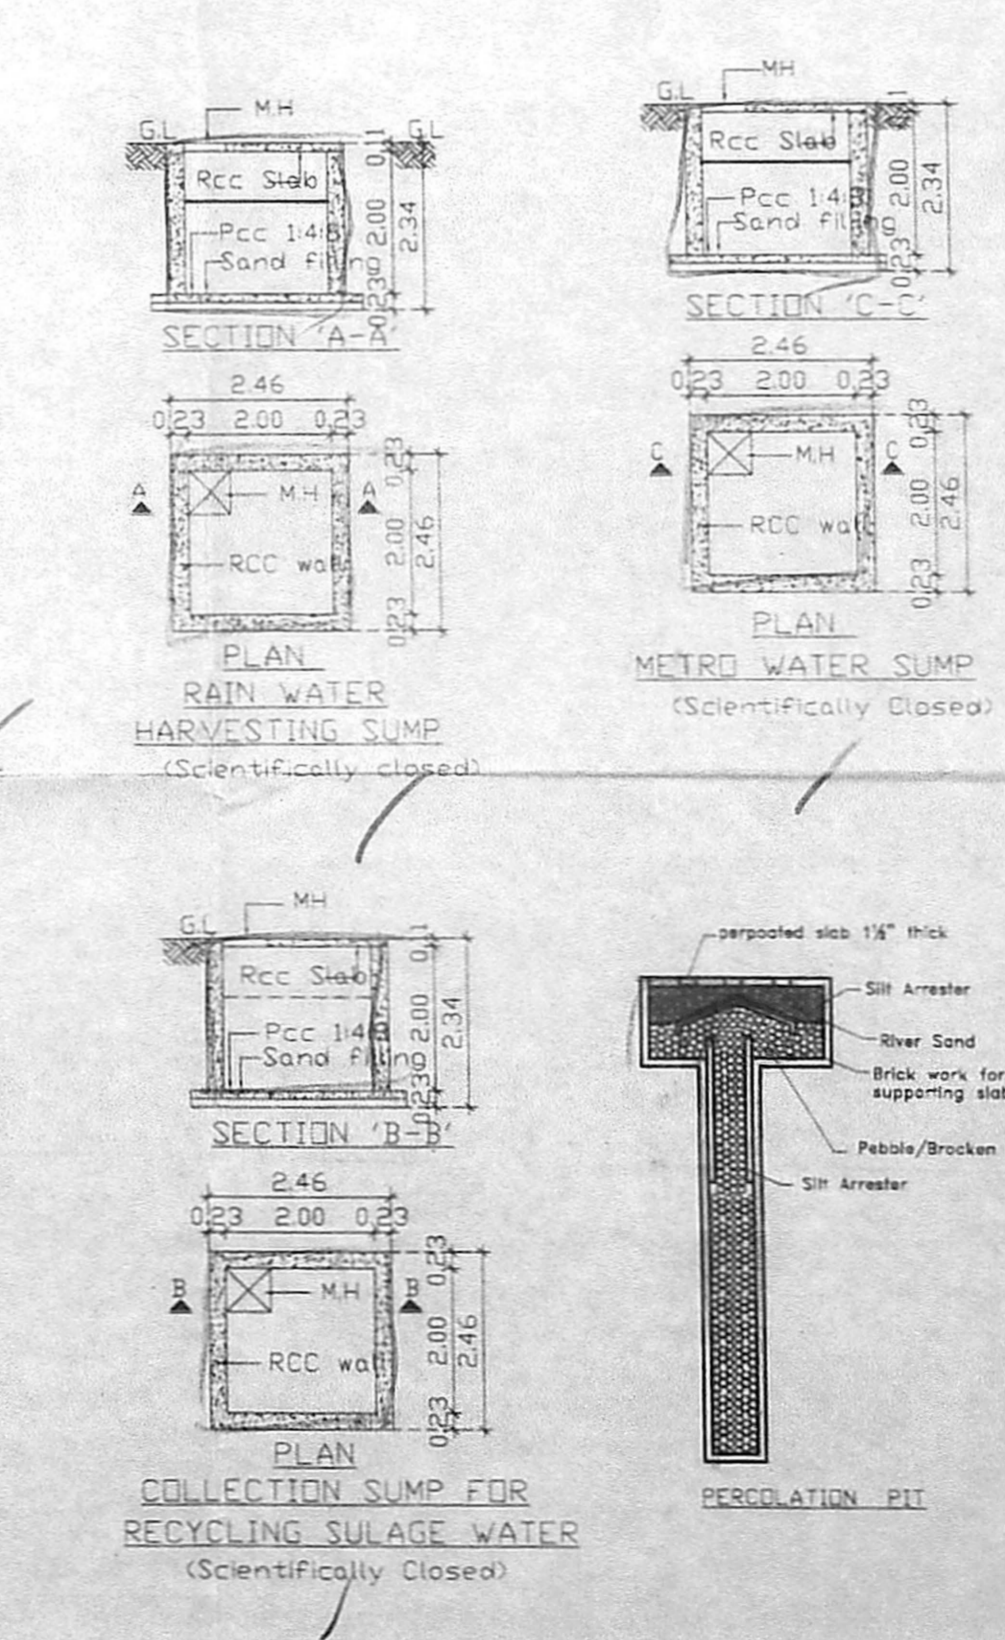 M.H
G.L
G.L
0.1
Rcc Slab
2.00
2.34
Pcc 1:4:8
Sand filling
0.23
SECTION 'A-A'
2.46
0.23 2.00 0.23
0.23
A
M.H
A
2.00
2.46
RCC wall
0.23
PLAN
RAIN WATER
HARVESTING SUMP
(Scientifically closed)
MH
G.L
0.1
Rcc Slab
2.00
2.34
Pcc 1:4:8
Sand filling
0.23
SECTION 'C-C'
2.46
0.23 2.00 0.23
0.23
C
M.H
C
2.00
2.46
RCC wall
0.23
PLAN
METRO WATER SUMP
(Scientifically Closed)
MH
G.L
0.1
Rcc Slab
2.00
2.34
Pcc 1:4:8
Sand filling
0.23
SECTION 'B-B'
2.46
0.23 2.00 0.23
0.23
B
M.H
B
2.00
2.46
RCC wall
0.23
PLAN
COLLECTION SUMP FOR
RECYCLING SULAGE WATER
(Scientifically Closed)
perpoated slab 1½" thick
Silt Arrester
River Sand
Brick work for
supporting slab
Pebble/Brocken
Silt Arrester
PERCOLATION PIT